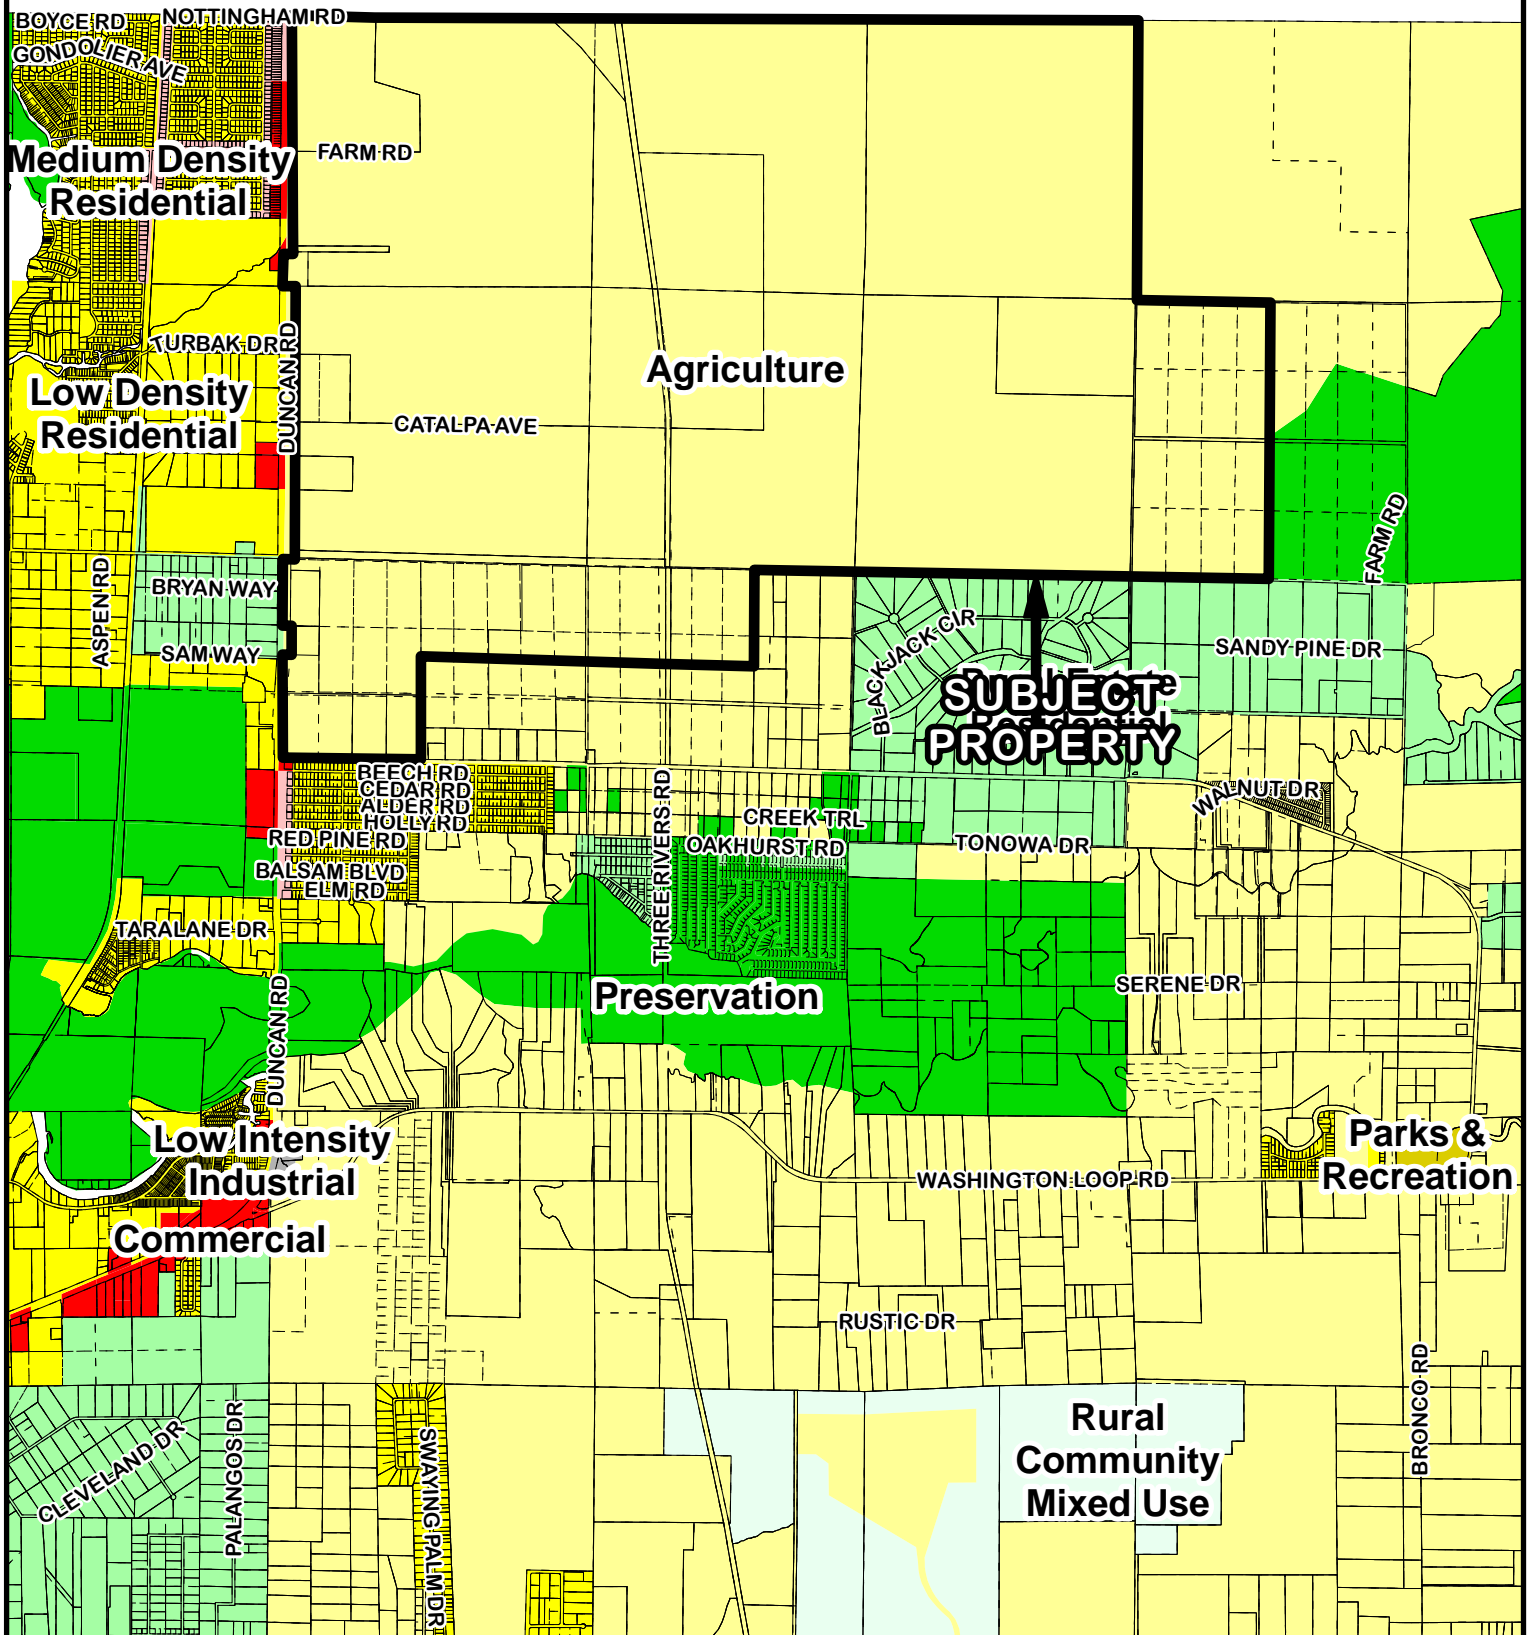 BOYCE RD
NOTTINGHAM RD
GONDOLIER AVE
Medium Density
Residential
FARM RD
TURBAK DR
DUNCAN RD
Low Density
Residential
Agriculture
CATALPA AVE
FARM RD
ASPEN RD
BRYAN WAY
SAM WAY
BLACKJACK CIR
SANDY PINE DR
SUBJECT
PROPERTY
Residential
BEECH RD
CEDAR RD
ALDER RD
HOLLY RD
RED PINE RD
BALSAM BLVD
ELM RD
THREE RIVERS RD
CREEK TRL
OAKHURST RD
TONOWA DR
WALNUT DR
TARALANE DR
DUNCAN RD
Preservation
SERENE DR
Low Intensity
Industrial
Commercial
WASHINGTON LOOP RD
Parks &
Recreation
RUSTIC DR
BRONCO RD
CLEVELAND DR
PALANGOS DR
SWAYING PALM DR
Rural
Community
Mixed Use